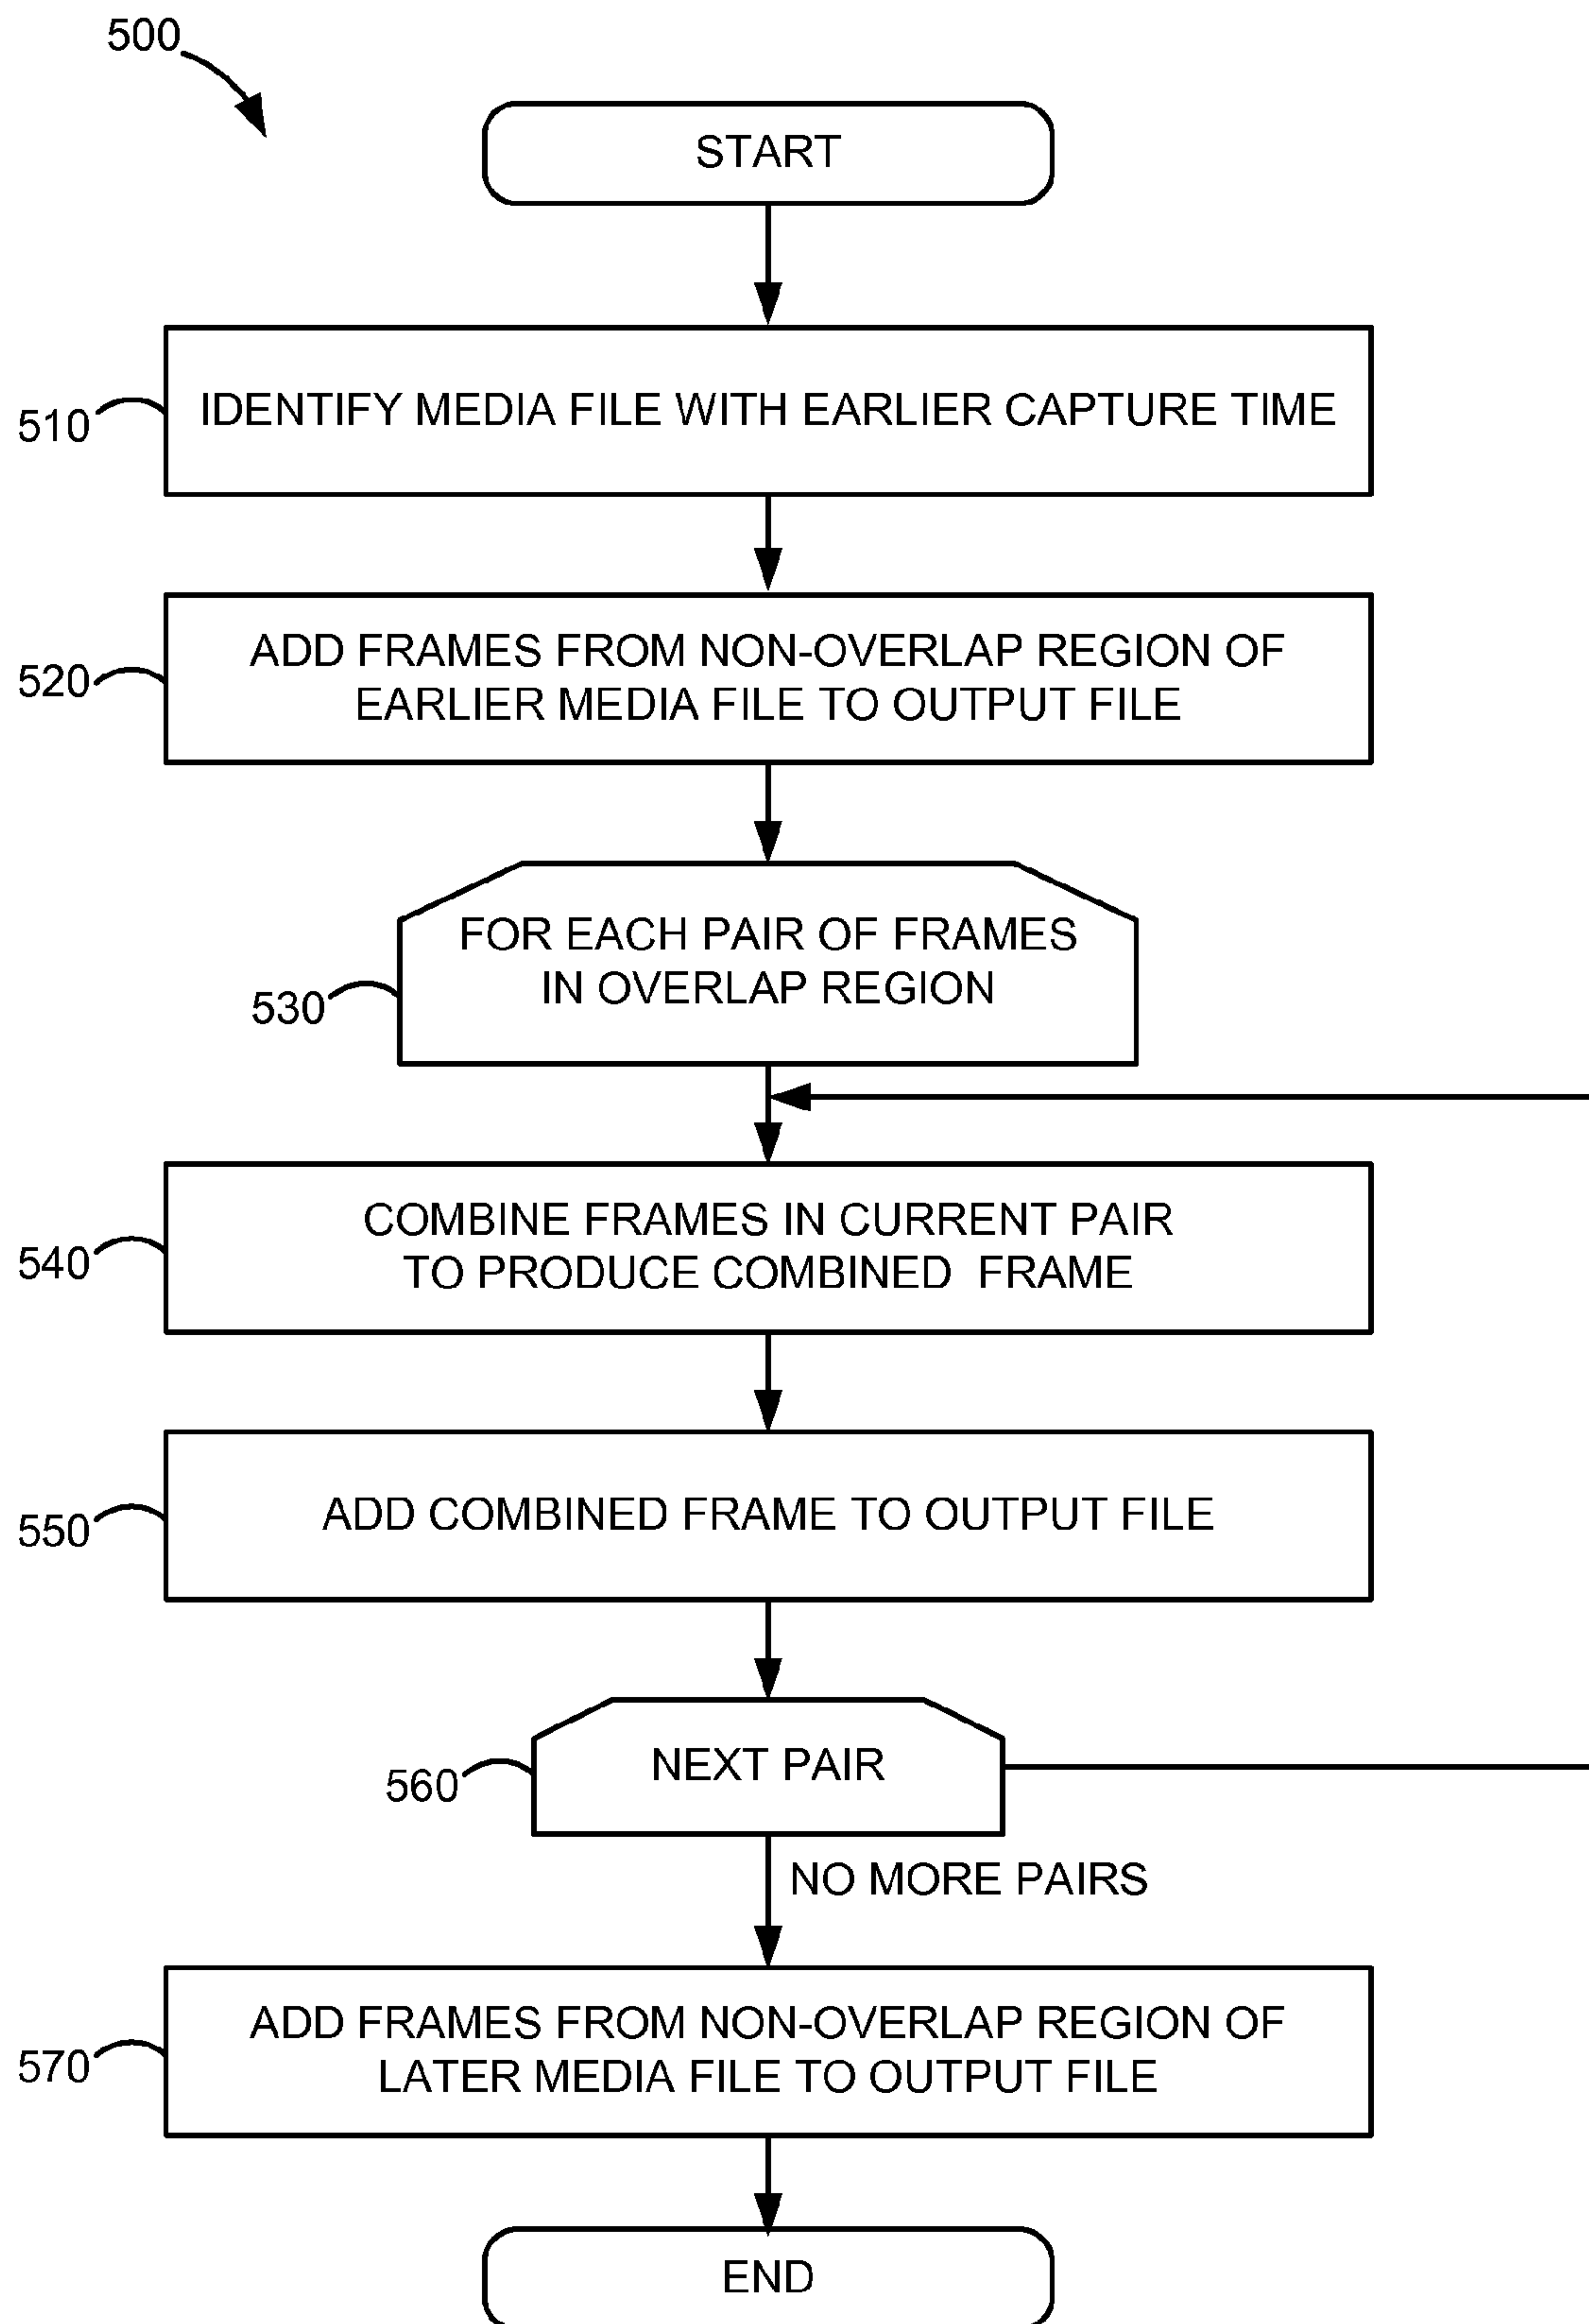 500
START
510
IDENTIFY MEDIA FILE WITH EARLIER CAPTURE TIME
520
ADD FRAMES FROM NON-OVERLAP REGION OF
EARLIER MEDIA FILE TO OUTPUT FILE
530
FOR EACH PAIR OF FRAMES
IN OVERLAP REGION
540
COMBINE FRAMES IN CURRENT PAIR
TO PRODUCE COMBINED FRAME
550
ADD COMBINED FRAME TO OUTPUT FILE
560
NEXT PAIR
NO MORE PAIRS
570
ADD FRAMES FROM NON-OVERLAP REGION OF
LATER MEDIA FILE TO OUTPUT FILE
END